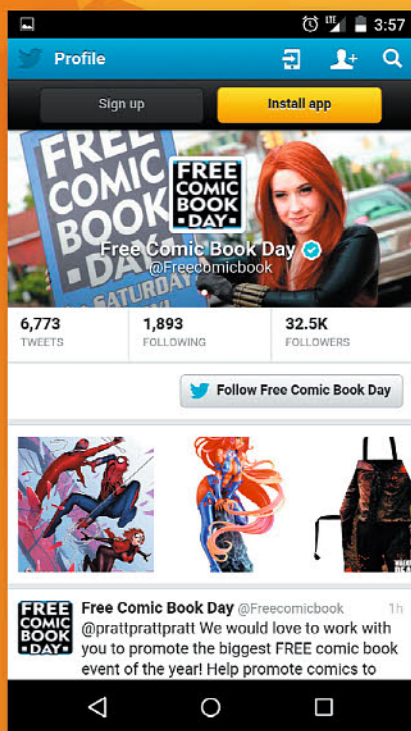 LTE 3:57
Profile
Sign up Install app
FREE
COMIC
BOOK
DAY
SATURDAY
FREE
COMIC
BOOK
DAY
Free Comic Book Day
@Freecomicbook
6,773 1,893 32.5K
TWEETS FOLLOWING FOLLOWERS
Follow Free Comic Book Day
FREE
COMIC
BOOK
DAY
Free Comic Book Day @Freecomicbook 1h
@prattprattpratt We would love to work with
you to promote the biggest FREE comic book
event of the year! Help promote comics to